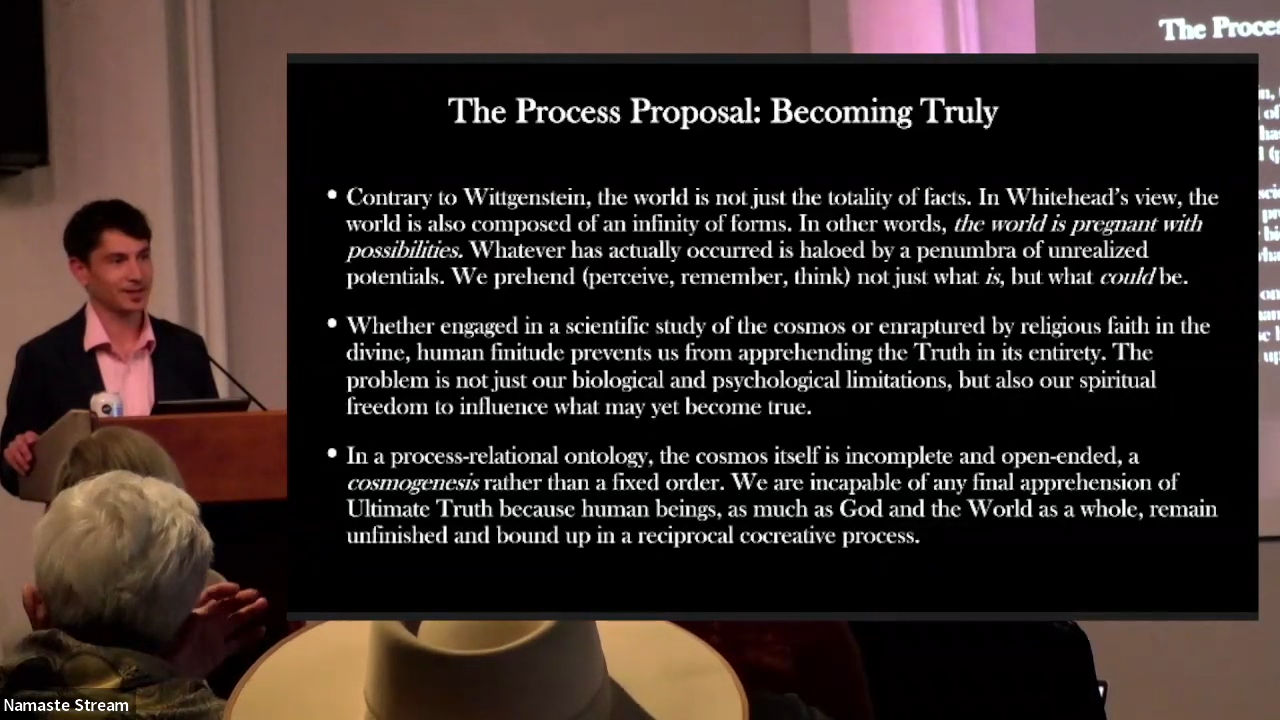 The Proce
The Process Proposal: Becoming Truly
• Contrary to Wittgenstein, the world is not just the totality of facts. In Whitehead's view, the
world is also composed of an infinity of forms. In other words, the world is pregnant with
possibilities. Whatever has actually occurred is haloed by a penumbra of unrealized
potentials. We prehend (perceive, remember, think) not just what is, but what could be.
• Whether engaged in a scientific study of the cosmos or enraptured by religious faith in the
divine, human finitude prevents us from apprehending the Truth in its entirety. The
problem is not just our biological and psychological limitations, but also our spiritual
freedom to influence what may yet become true.
• In a process-relational ontology, the cosmos itself is incomplete and open-ended, a
cosmogenesis rather than a fixed order. We are incapable of any final apprehension of
Ultimate Truth because human beings, as much as God and the World as a whole, remain
unfinished and bound up in a reciprocal cocreative process.
Namaste Stream